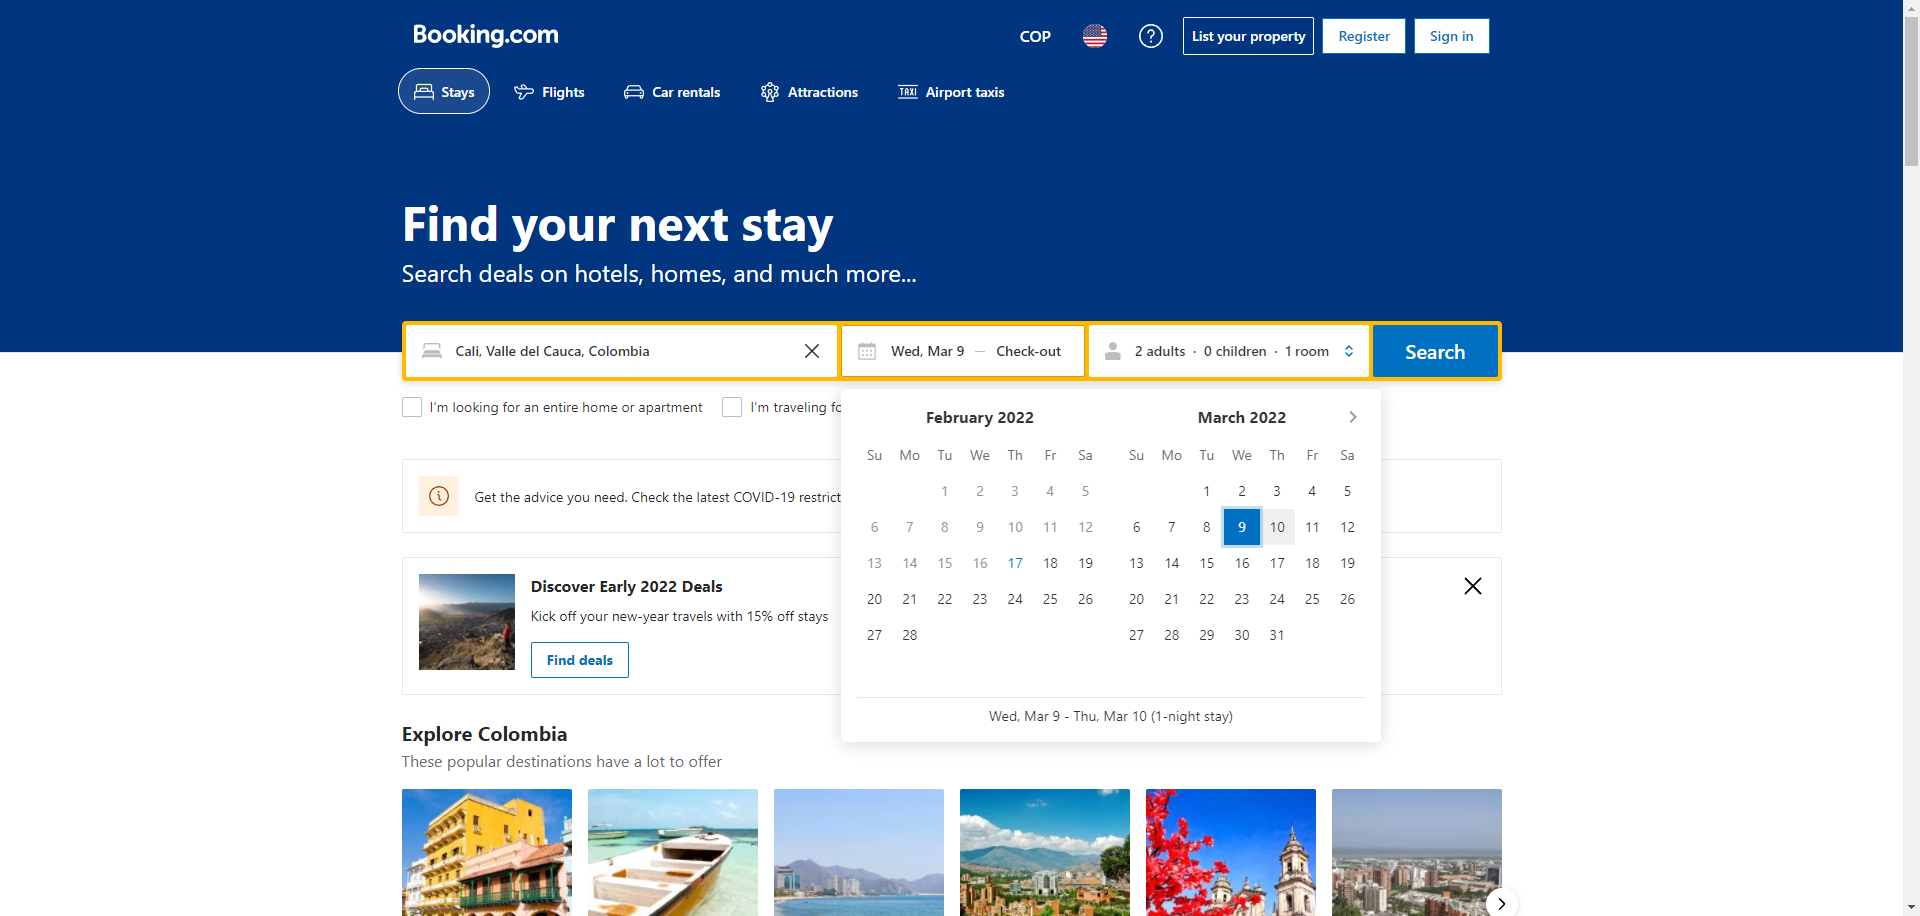 Booking.com
COP
List your property
Register
Sign in
Stays
Flights
Car rentals
TAXI
Airport taxis
Attractions
Find your next stay
Search deals on hotels, homes, and much more...
Cali, Valle del Cauca, Colombia
Wed, Mar 9 — Check-out
2 adults · 0 children · 1 room
Search
I'm looking for an entire home or apartment
I'm traveling fo
February 2022
Su Mo Tu We Th Fr Sa
1 2 3 4 5
6 7 8 9 10 11 12
13 14 15 16 17 18 19
20 21 22 23 24 25 26
27 28
March 2022
Su Mo Tu We Th Fr Sa
1 2 3 4 5
6 7 8 9 10 11 12
13 14 15 16 17 18 19
20 21 22 23 24 25 26
27 28 29 30 31
Wed, Mar 9 - Thu, Mar 10 (1-night stay)
Get the advice you need. Check the latest COVID-19 restrict
Discover Early 2022 Deals
Kick off your new-year travels with 15% off stays
Find deals
Explore Colombia
These popular destinations have a lot to offer